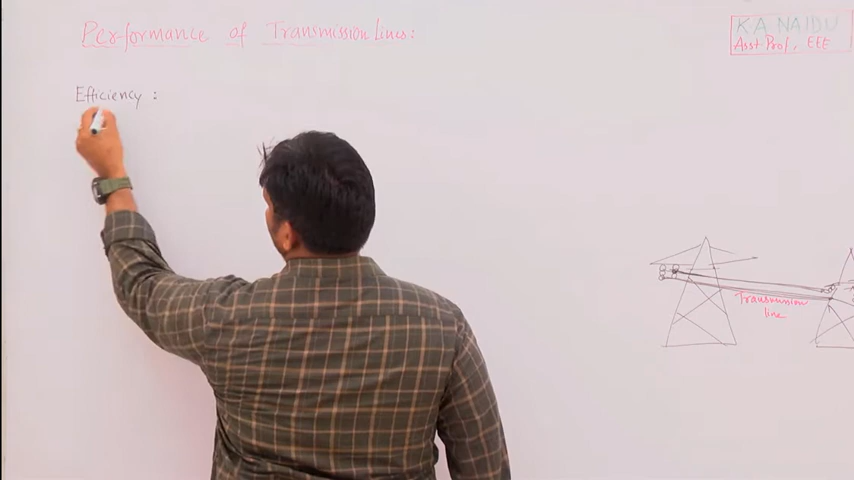 Performance of Transmission Lines:
K A NAIDU
Asst Prof, EEE
Efficiency :
Transmission
line